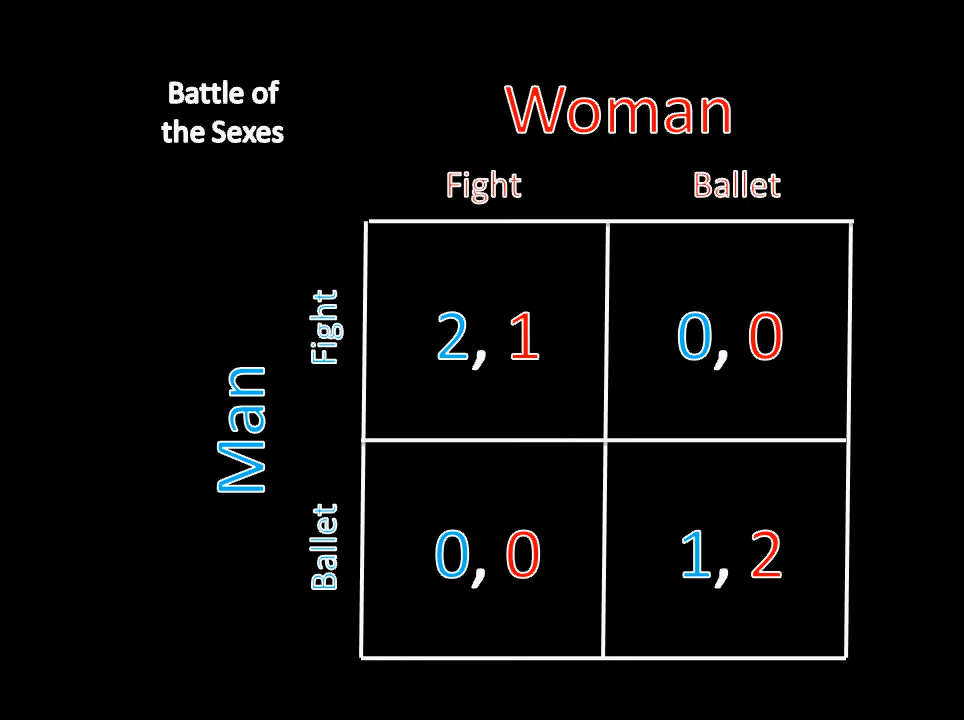 Battle of
the Sexes
Woman
Fight Ballet
Man
Fight
2, 1 0, 0
Ballet
0, 0 1, 2